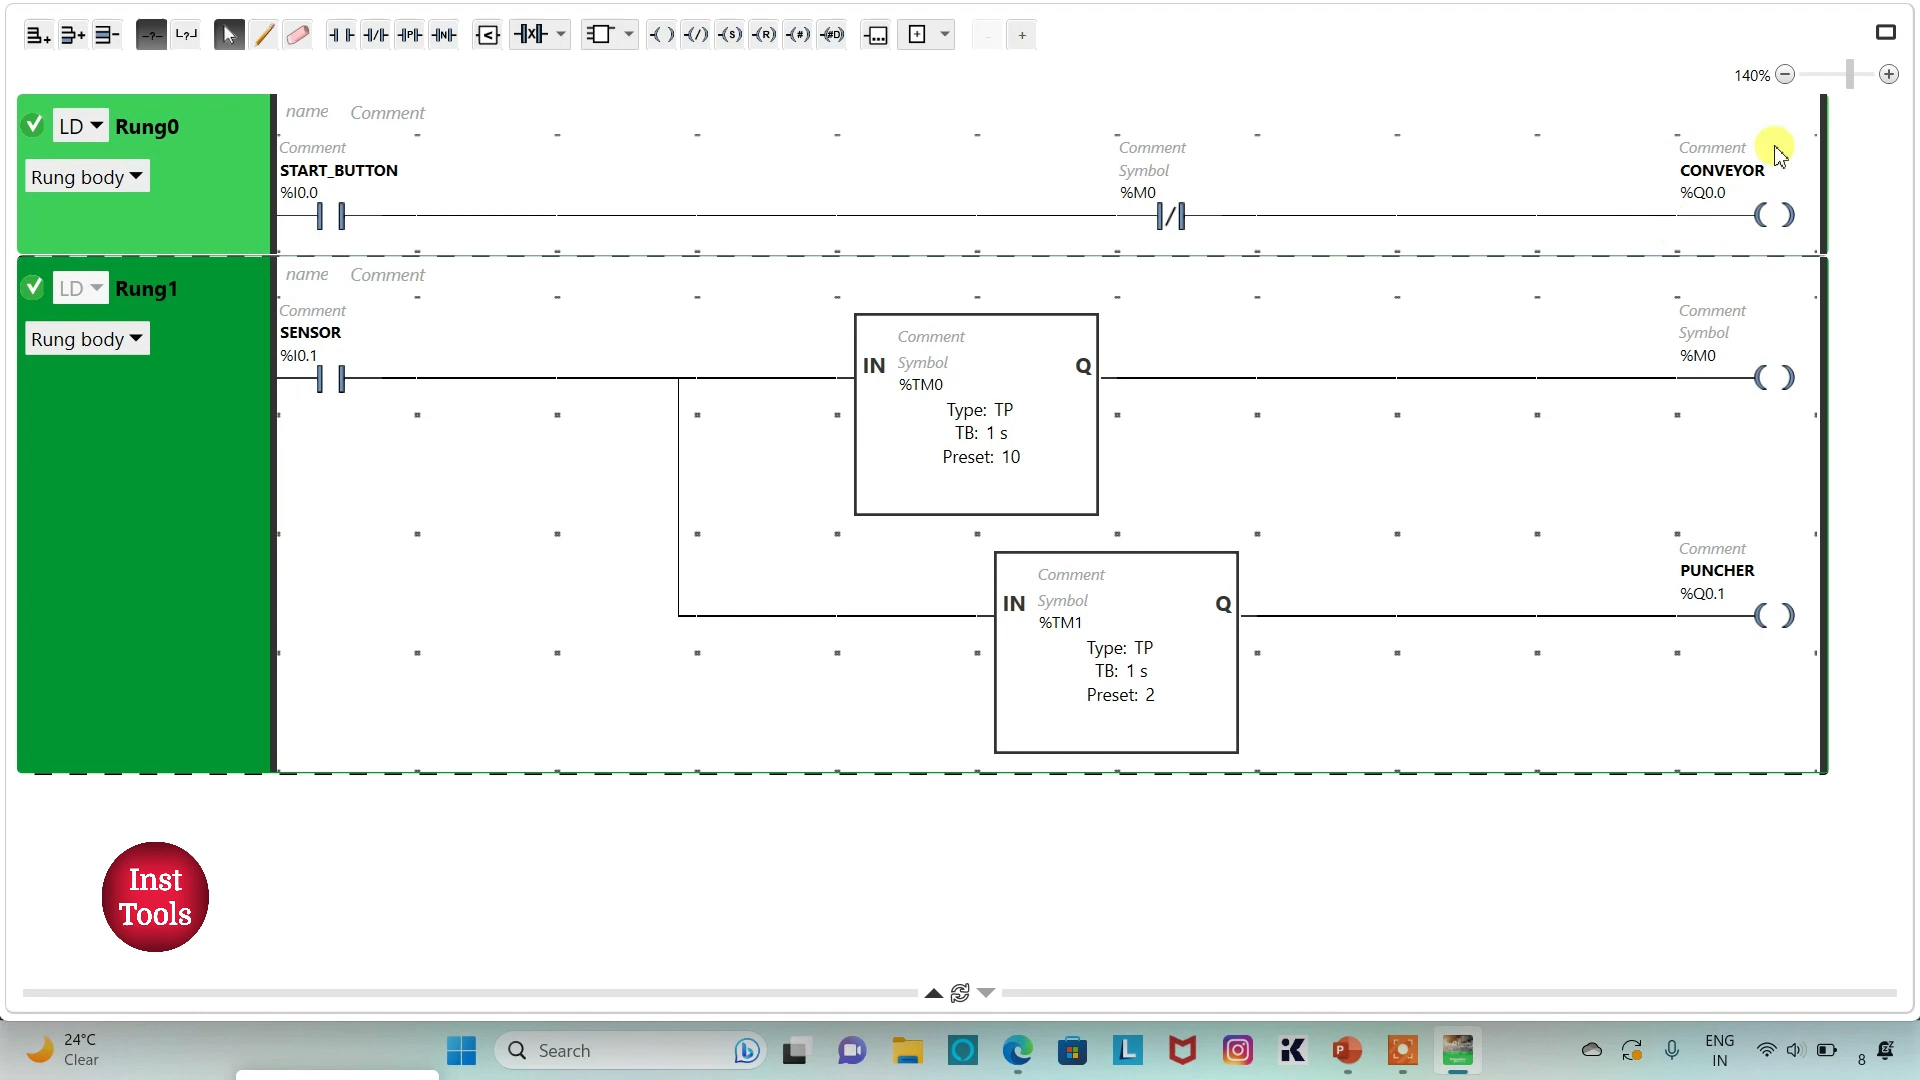 140%
LD Rung0
Rung body
name Comment
Comment
START_BUTTON
%I0.0
Comment
Symbol
%M0
Comment
CONVEYOR
%Q0.0
LD Rung1
Rung body
name Comment
Comment
SENSOR
%I0.1
Comment
IN Symbol Q
%TM0
Type: TP
TB: 1 s
Preset: 10
Comment
Symbol
%M0
Comment
IN Symbol Q
%TM1
Type: TP
TB: 1 s
Preset: 2
Comment
PUNCHER
%Q0.1
Inst
Tools
24°C
Clear
Search
ENG
IN
8